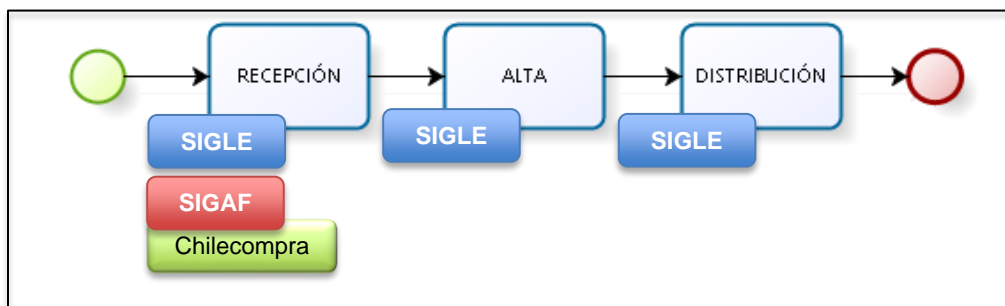 RECEPCIÓN
ALTA
DISTRIBUCIÓN
SIGLE
SIGLE
SIGLE
SIGAF
Chilecompra